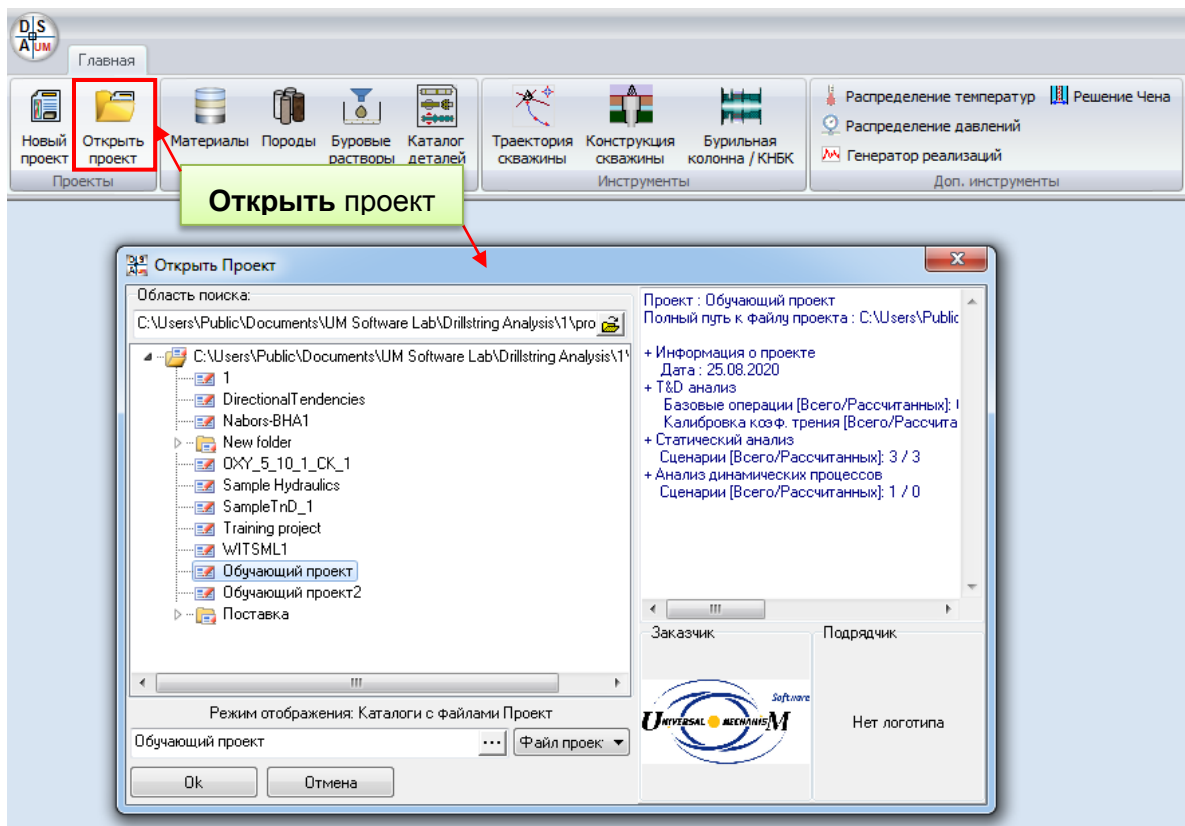 D S
A UM
Главная
Новый проект
Открыть проект
Проекты
Материалы
Породы
Буровые растворы
Каталог деталей
Траектория скважины
Конструкция скважины
Бурильная колонна / КНБК
Инструменты
Распределение температур
Решение Чена
Распределение давлений
Генератор реализаций
Доп. инструменты
Открыть проект
Открыть Проект
Область поиска:
C:\Users\Public\Documents\UM Software Lab\Drillstring Analysis\1\pro
C:\Users\Public\Documents\UM Software Lab\Drillstring Analysis\1\
1
DirectionalTendencies
Nabors-BHA1
New folder
OXY_5_10_1_CK_1
Sample Hydraulics
SampleTnD_1
Training project
WITSML1
Обучающий проект
Обучающий проект2
Поставка
Режим отображения: Каталоги с файлами Проект
Обучающий проект
...
Файл проек
Ok
Отмена
Проект : Обучающий проект
Полный путь к файлу проекта : C:\Users\Public
+ Информация о проекте
Дата : 25.08.2020
+ T&D анализ
Базовые операции [Всего/Рассчитанных]:
Калибровка коэф. трения [Всего/Рассчита
+ Статический анализ
Сценарии [Всего/Рассчитанных]: 3 / 3
+ Анализ динамических процессов
Сценарии [Всего/Рассчитанных]: 1 / 0
Заказчик
Software
UNIVERSAL MECHANISM
Подрядчик
Нет логотипа